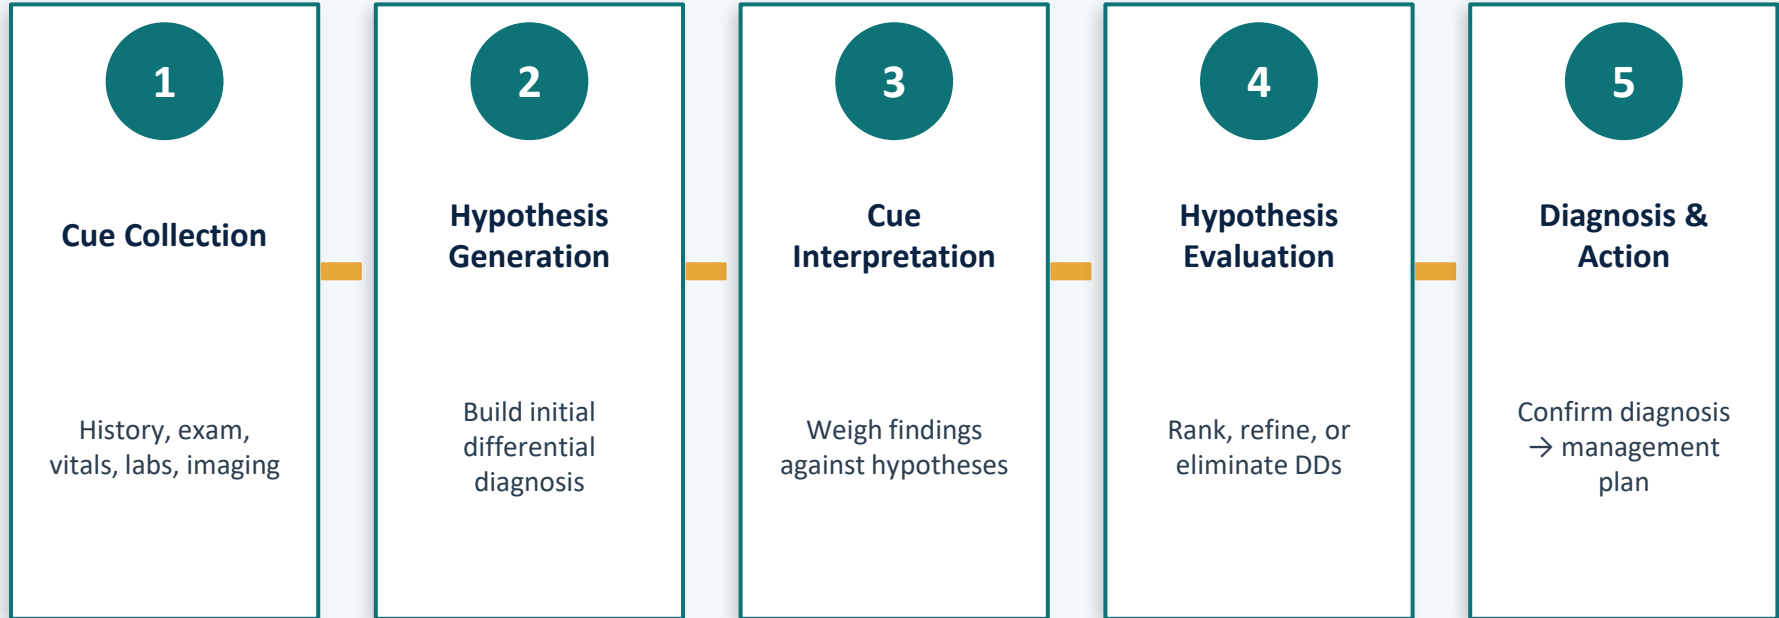 1
Cue Collection
History, exam,
vitals, labs, imaging
2
Hypothesis
Generation
Build initial
differential
diagnosis
3
Cue
Interpretation
Weigh findings
against hypotheses
4
Hypothesis
Evaluation
Rank, refine, or
eliminate DDs
5
Diagnosis &
Action
Confirm diagnosis
→ management
plan